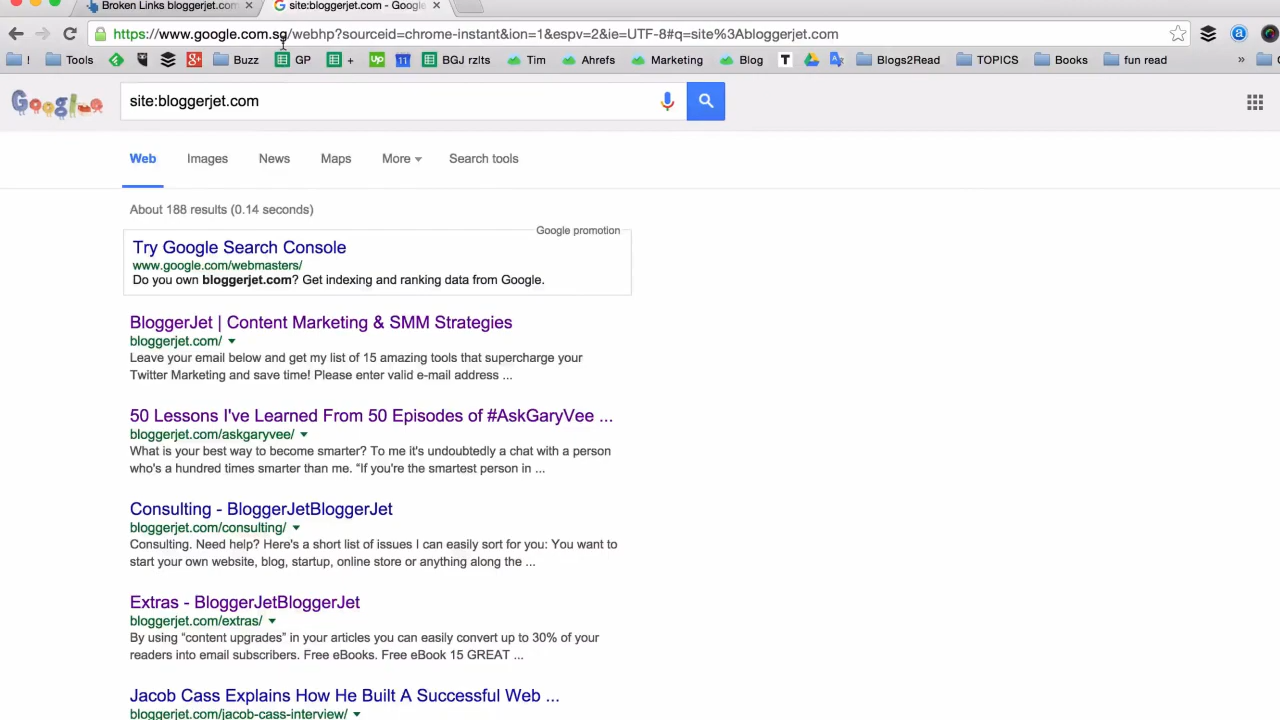 Broken Links bloggerjet.com ×
site:bloggerjet.com - Google ×
https://www.google.com.sg/webhp?sourceid=chrome-instant&ion=1&espv=2&ie=UTF-8#q=site%3Abloggerjet.com
! Tools Buzz GP + Up 11 BGJ rzlts Tim Ahrefs Marketing Blog T Blogs2Read TOPICS Books fun read »
Google site:bloggerjet.com
Web Images News Maps More Search tools
About 188 results (0.14 seconds)
Google promotion
Try Google Search Console
www.google.com/webmasters/
Do you own bloggerjet.com? Get indexing and ranking data from Google.
BloggerJet | Content Marketing & SMM Strategies
bloggerjet.com/
Leave your email below and get my list of 15 amazing tools that supercharge your
Twitter Marketing and save time! Please enter valid e-mail address ...
50 Lessons I've Learned From 50 Episodes of #AskGaryVee ...
bloggerjet.com/askgaryvee/
What is your best way to become smarter? To me it's undoubtedly a chat with a person
who's a hundred times smarter than me. “If you're the smartest person in ...
Consulting - BloggerJetBloggerJet
bloggerjet.com/consulting/
Consulting. Need help? Here's a short list of issues I can easily sort for you: You want to
start your own website, blog, startup, online store or anything along the ...
Extras - BloggerJetBloggerJet
bloggerjet.com/extras/
By using “content upgrades” in your articles you can easily convert up to 30% of your
readers into email subscribers. Free eBooks. Free eBook 15 GREAT ...
Jacob Cass Explains How He Built A Successful Web ...
bloggerjet.com/jacob-cass-interview/